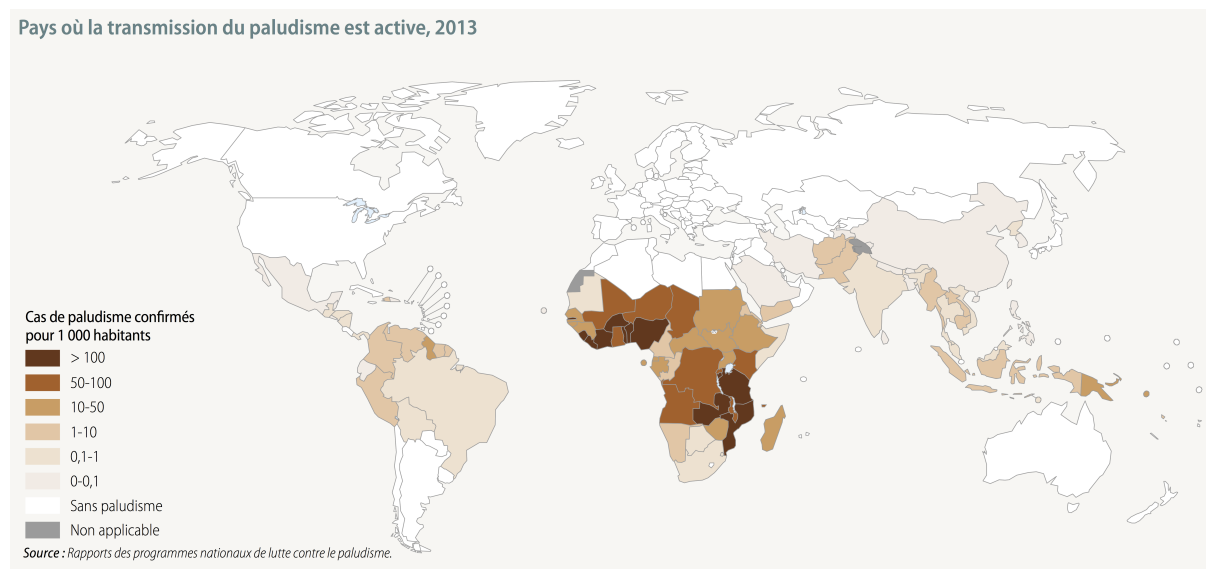 Pays où la transmission du paludisme est active, 2013
Cas de paludisme confirmés
pour 1 000 habitants
> 100
50-100
10-50
1-10
0,1-1
0-0,1
Sans paludisme
Non applicable
Source : Rapports des programmes nationaux de lutte contre le paludisme.